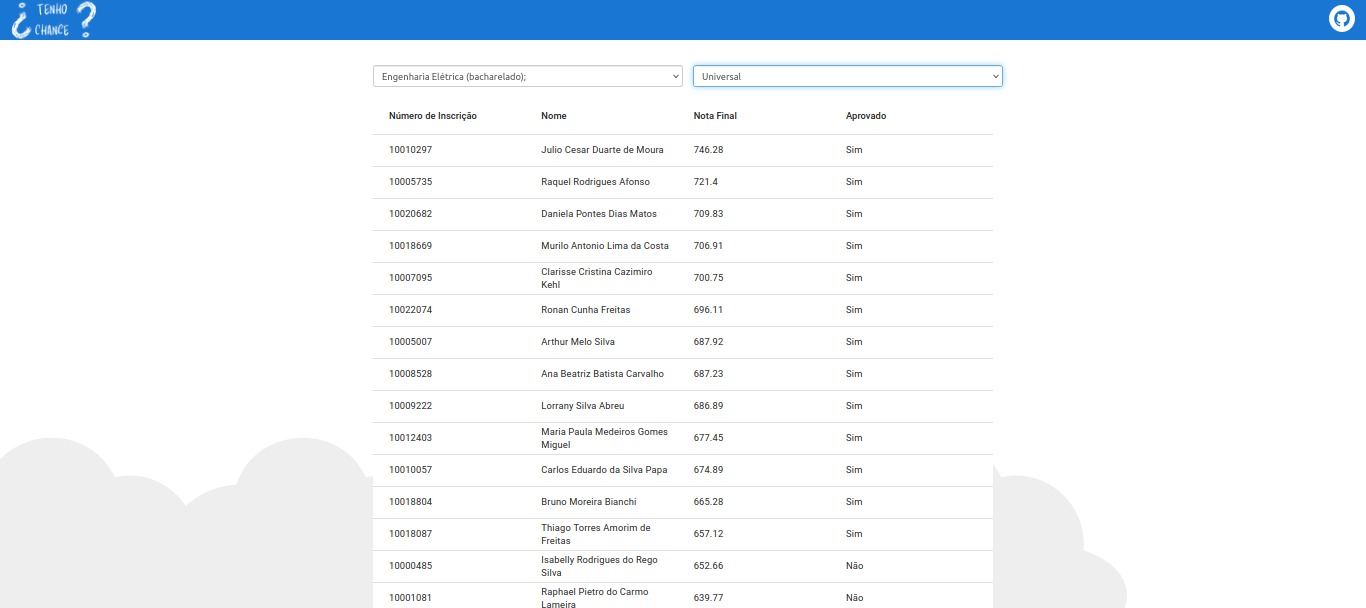 ¿ TENHO CHANCE ?
Engenharia Elétrica (bacharelado);
Universal
Número de Inscrição Nome Nota Final Aprovado
10010297 Julio Cesar Duarte de Moura 746.28 Sim
10005735 Raquel Rodrigues Afonso 721.4 Sim
10020682 Daniela Pontes Dias Matos 709.83 Sim
10018669 Murilo Antonio Lima da Costa 706.91 Sim
10007095 Clarisse Cristina Cazimiro 700.75 Sim
Kehl
10022074 Ronan Cunha Freitas 696.11 Sim
10005007 Arthur Melo Silva 687.92 Sim
10008528 Ana Beatriz Batista Carvalho 687.23 Sim
10009222 Lorrany Silva Abreu 686.89 Sim
10012403 Maria Paula Medeiros Gomes 677.45 Sim
Miguel
10010057 Carlos Eduardo da Silva Papa 674.89 Sim
10018804 Bruno Moreira Bianchi 665.28 Sim
10018087 Thiago Torres Amorim de 657.12 Sim
Freitas
10000485 Isabelly Rodrigues do Rego 652.66 Não
Silva
10001081 Raphael Pietro do Carmo 639.77 Não
Lameira